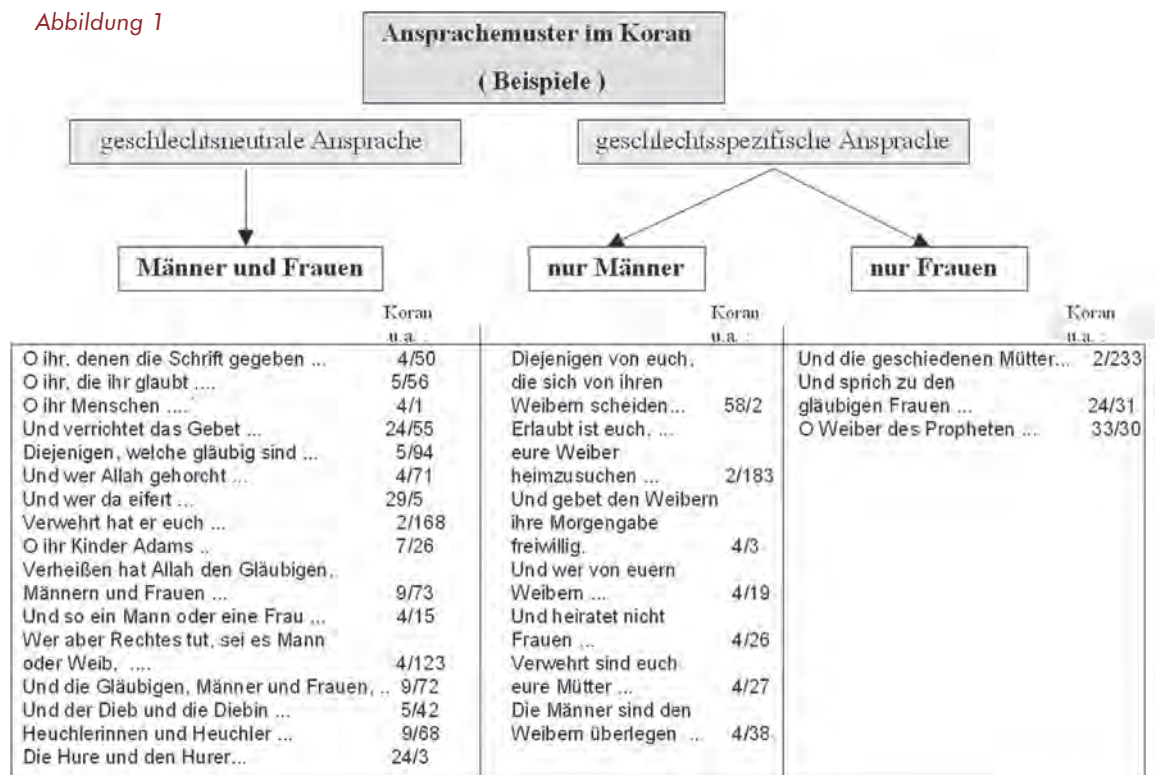 Abbildung 1
Ansprachemuster im Koran
( Beispiele )
geschlechtsneutrale Ansprache
geschlechtsspezifische Ansprache
Männer und Frauen
nur Männer
nur Frauen
Koran
u.a. :
O ihr, denen die Schrift gegeben ... 4/50
O ihr, die ihr glaubt .... 5/56
O ihr Menschen .... 4/1
Und verrichtet das Gebet ... 24/55
Diejenigen, welche gläubig sind ... 5/94
Und wer Allah gehorcht ... 4/71
Und wer da eifert ... 29/5
Verwehrt hat er euch ... 2/168
O ihr Kinder Adams .. 7/26
Verheißen hat Allah den Gläubigen,
Männern und Frauen ... 9/73
Und so ein Mann oder eine Frau ... 4/15
Wer aber Rechtes tut, sei es Mann
oder Weib, .... 4/123
Und die Gläubigen, Männer und Frauen, .. 9/72
Und der Dieb und die Diebin ... 5/42
Heuchlerinnen und Heuchler ... 9/68
Die Hure und den Hurer... 24/3
Koran
u.a. :
Diejenigen von euch,
die sich von ihren
Weibern scheiden... 58/2
Erlaubt ist euch, ...
eure Weiber
heimzusuchen ... 2/183
Und gebet den Weibern
ihre Morgengabe
freiwillig. 4/3
Und wer von euern
Weibern ... 4/19
Und heiratet nicht
Frauen ... 4/26
Verwehrt sind euch
eure Mütter ... 4/27
Die Männer sind den
Weibern überlegen .. 4/38
Koran
u.a. :
Und die geschiedenen Mütter... 2/233
Und sprich zu den
gläubigen Frauen ... 24/31
O Weiber des Propheten ... 33/30